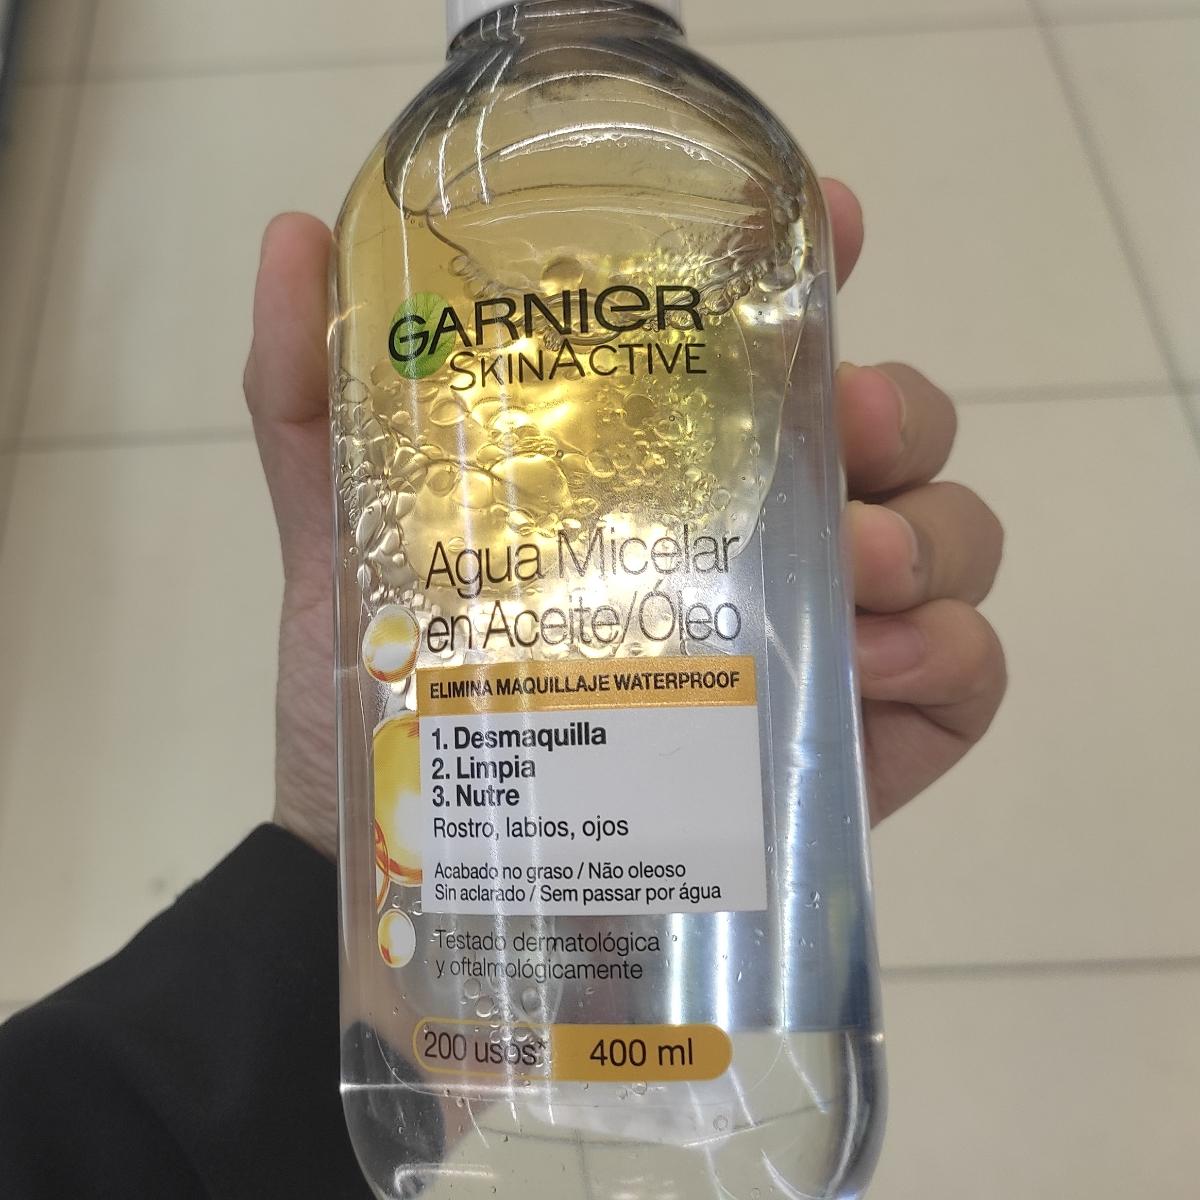 GARNIER
SKINACTIVE
Agua Micelar
en Aceite/Óleo
ELIMINA MAQUILLAJE WATERPROOF
1. Desmaquilla
2. Limpia
3. Nutre
Rostro, labios, ojos
Acabado no graso / Não oleoso
Sin aclarado / Sem passar por água
Testado dermatológica
y oftalmológicamente
200 usos* 400 ml